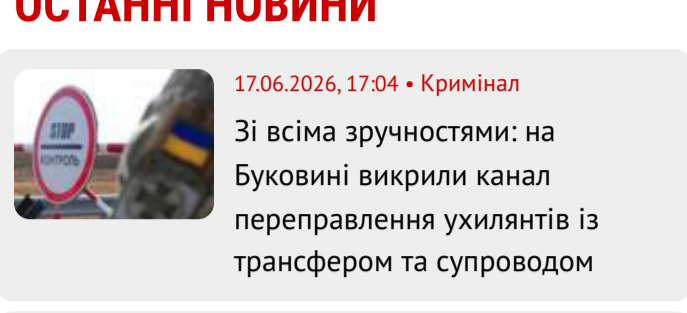 ОСТАННІ НОВИНИ
17.06.2026, 17:04 • Кримінал
Зі всіма зручностями: на
Буковині викрили канал
переправлення ухилянтів із
трансфером та супроводом
STOP
КОНТРОЛЬ